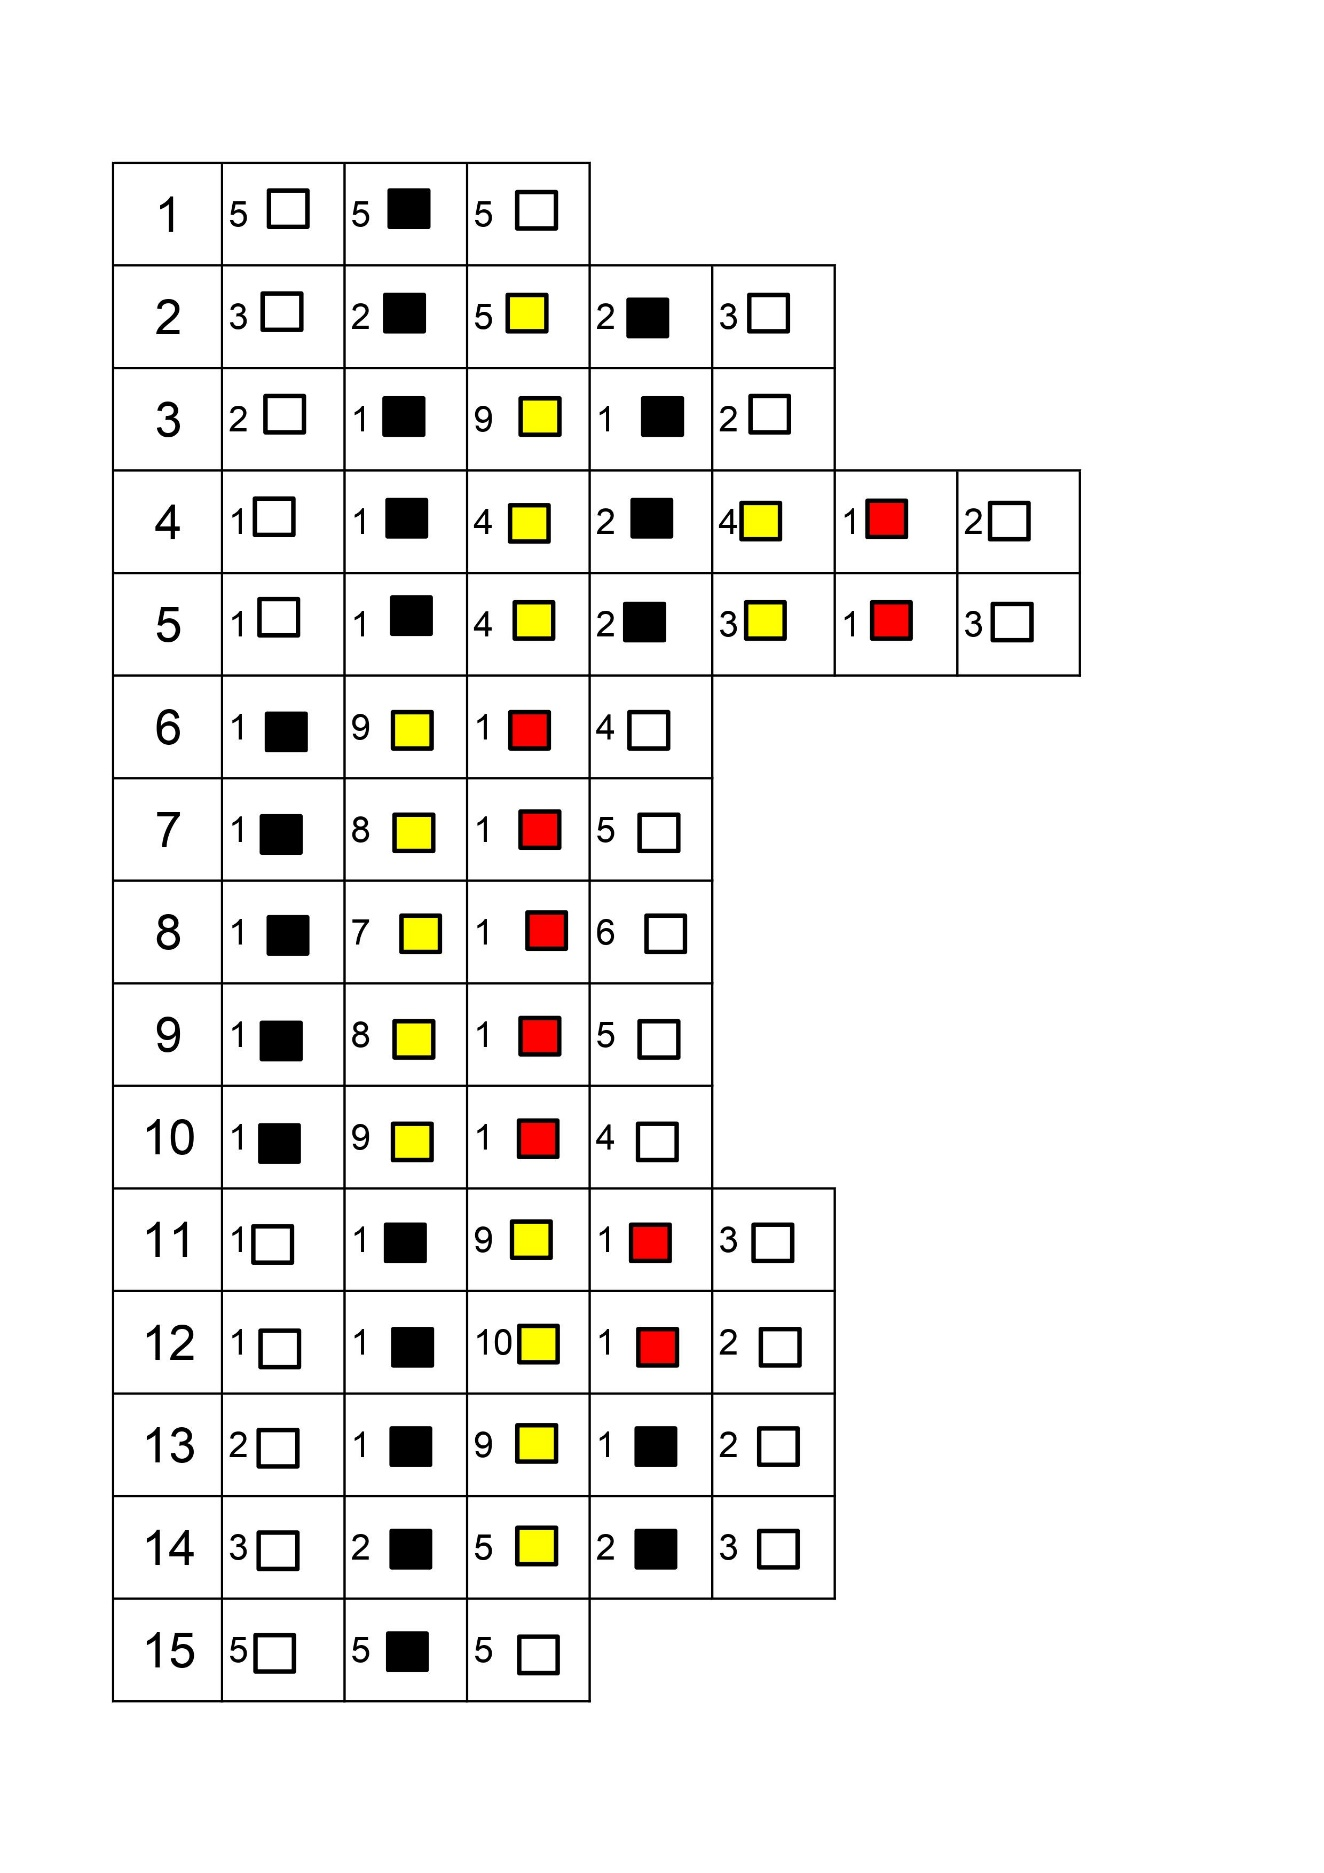 1 5 5 5
2 3 2 5 2 3
3 2 1 9 1 2
4 1 1 4 2 4 1 2
5 1 1 4 2 3 1 3
6 1 9 1 4
7 1 8 1 5
8 1 7 1 6
9 1 8 1 5
10 1 9 1 4
11 1 1 9 1 3
12 1 1 10 1 2
13 2 1 9 1 2
14 3 2 5 2 3
15 5 5 5